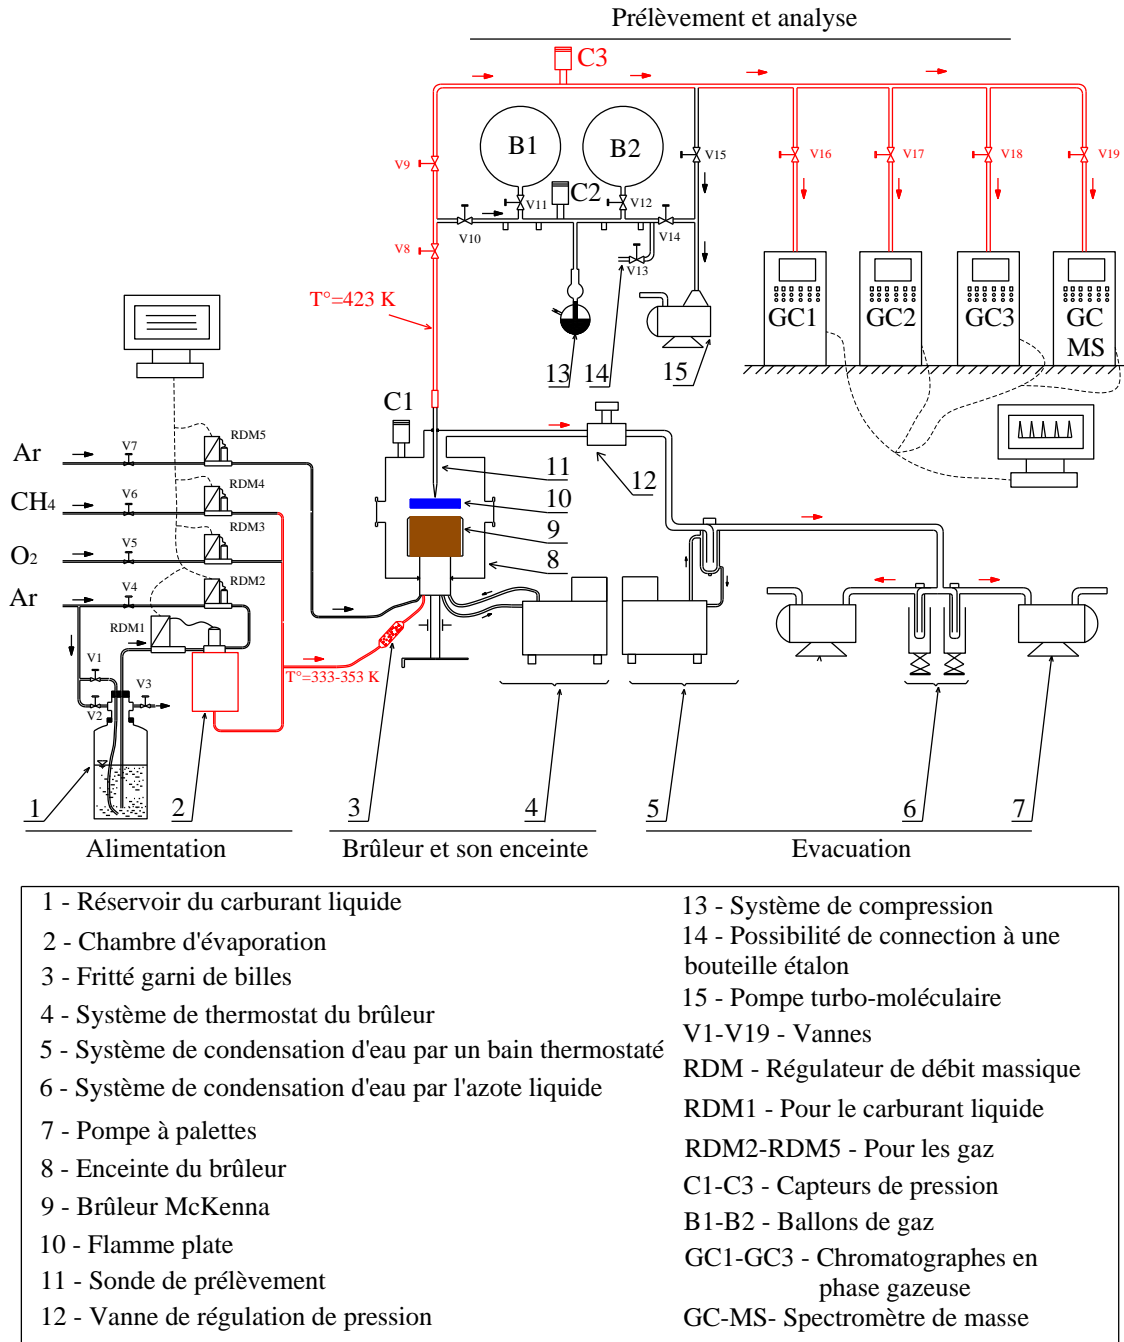 Prélèvement et analyse
C3
B1
B2
V9
V15
V16
V17
V18
V19
C2
V11
V12
V10
V14
V8
V13
T°=423 K
GC1
GC2
GC3
GC
MS
13
14
15
C1
Ar
V7
RDM5
11
12
CH4
V6
RDM4
10
O2
V5
RDM3
9
Ar
V4
RDM2
8
RDM1
V1
V3
V2
T°=333-353 K
1
2
3
4
5
6
7
Alimentation
Brûleur et son enceinte
Evacuation
1 - Réservoir du carburant liquide
2 - Chambre d'évaporation
3 - Fritté garni de billes
4 - Système de thermostat du brûleur
5 - Système de condensation d'eau par un bain thermostaté
6 - Système de condensation d'eau par l'azote liquide
7 - Pompe à palettes
8 - Enceinte du brûleur
9 - Brûleur McKenna
10 - Flamme plate
11 - Sonde de prélèvement
12 - Vanne de régulation de pression
13 - Système de compression
14 - Possibilité de connection à une
bouteille étalon
15 - Pompe turbo-moléculaire
V1-V19 - Vannes
RDM - Régulateur de débit massique
RDM1 - Pour le carburant liquide
RDM2-RDM5 - Pour les gaz
C1-C3 - Capteurs de pression
B1-B2 - Ballons de gaz
GC1-GC3 - Chromatographes en
phase gazeuse
GC-MS- Spectromètre de masse